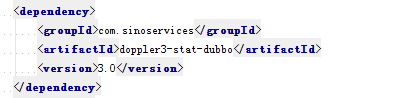 <dependency>
<groupId>com.sinoservices</groupId>
<artifactId>doppler3-stat-dubbo</artifactId>
<version>3.0</version>
</dependency>